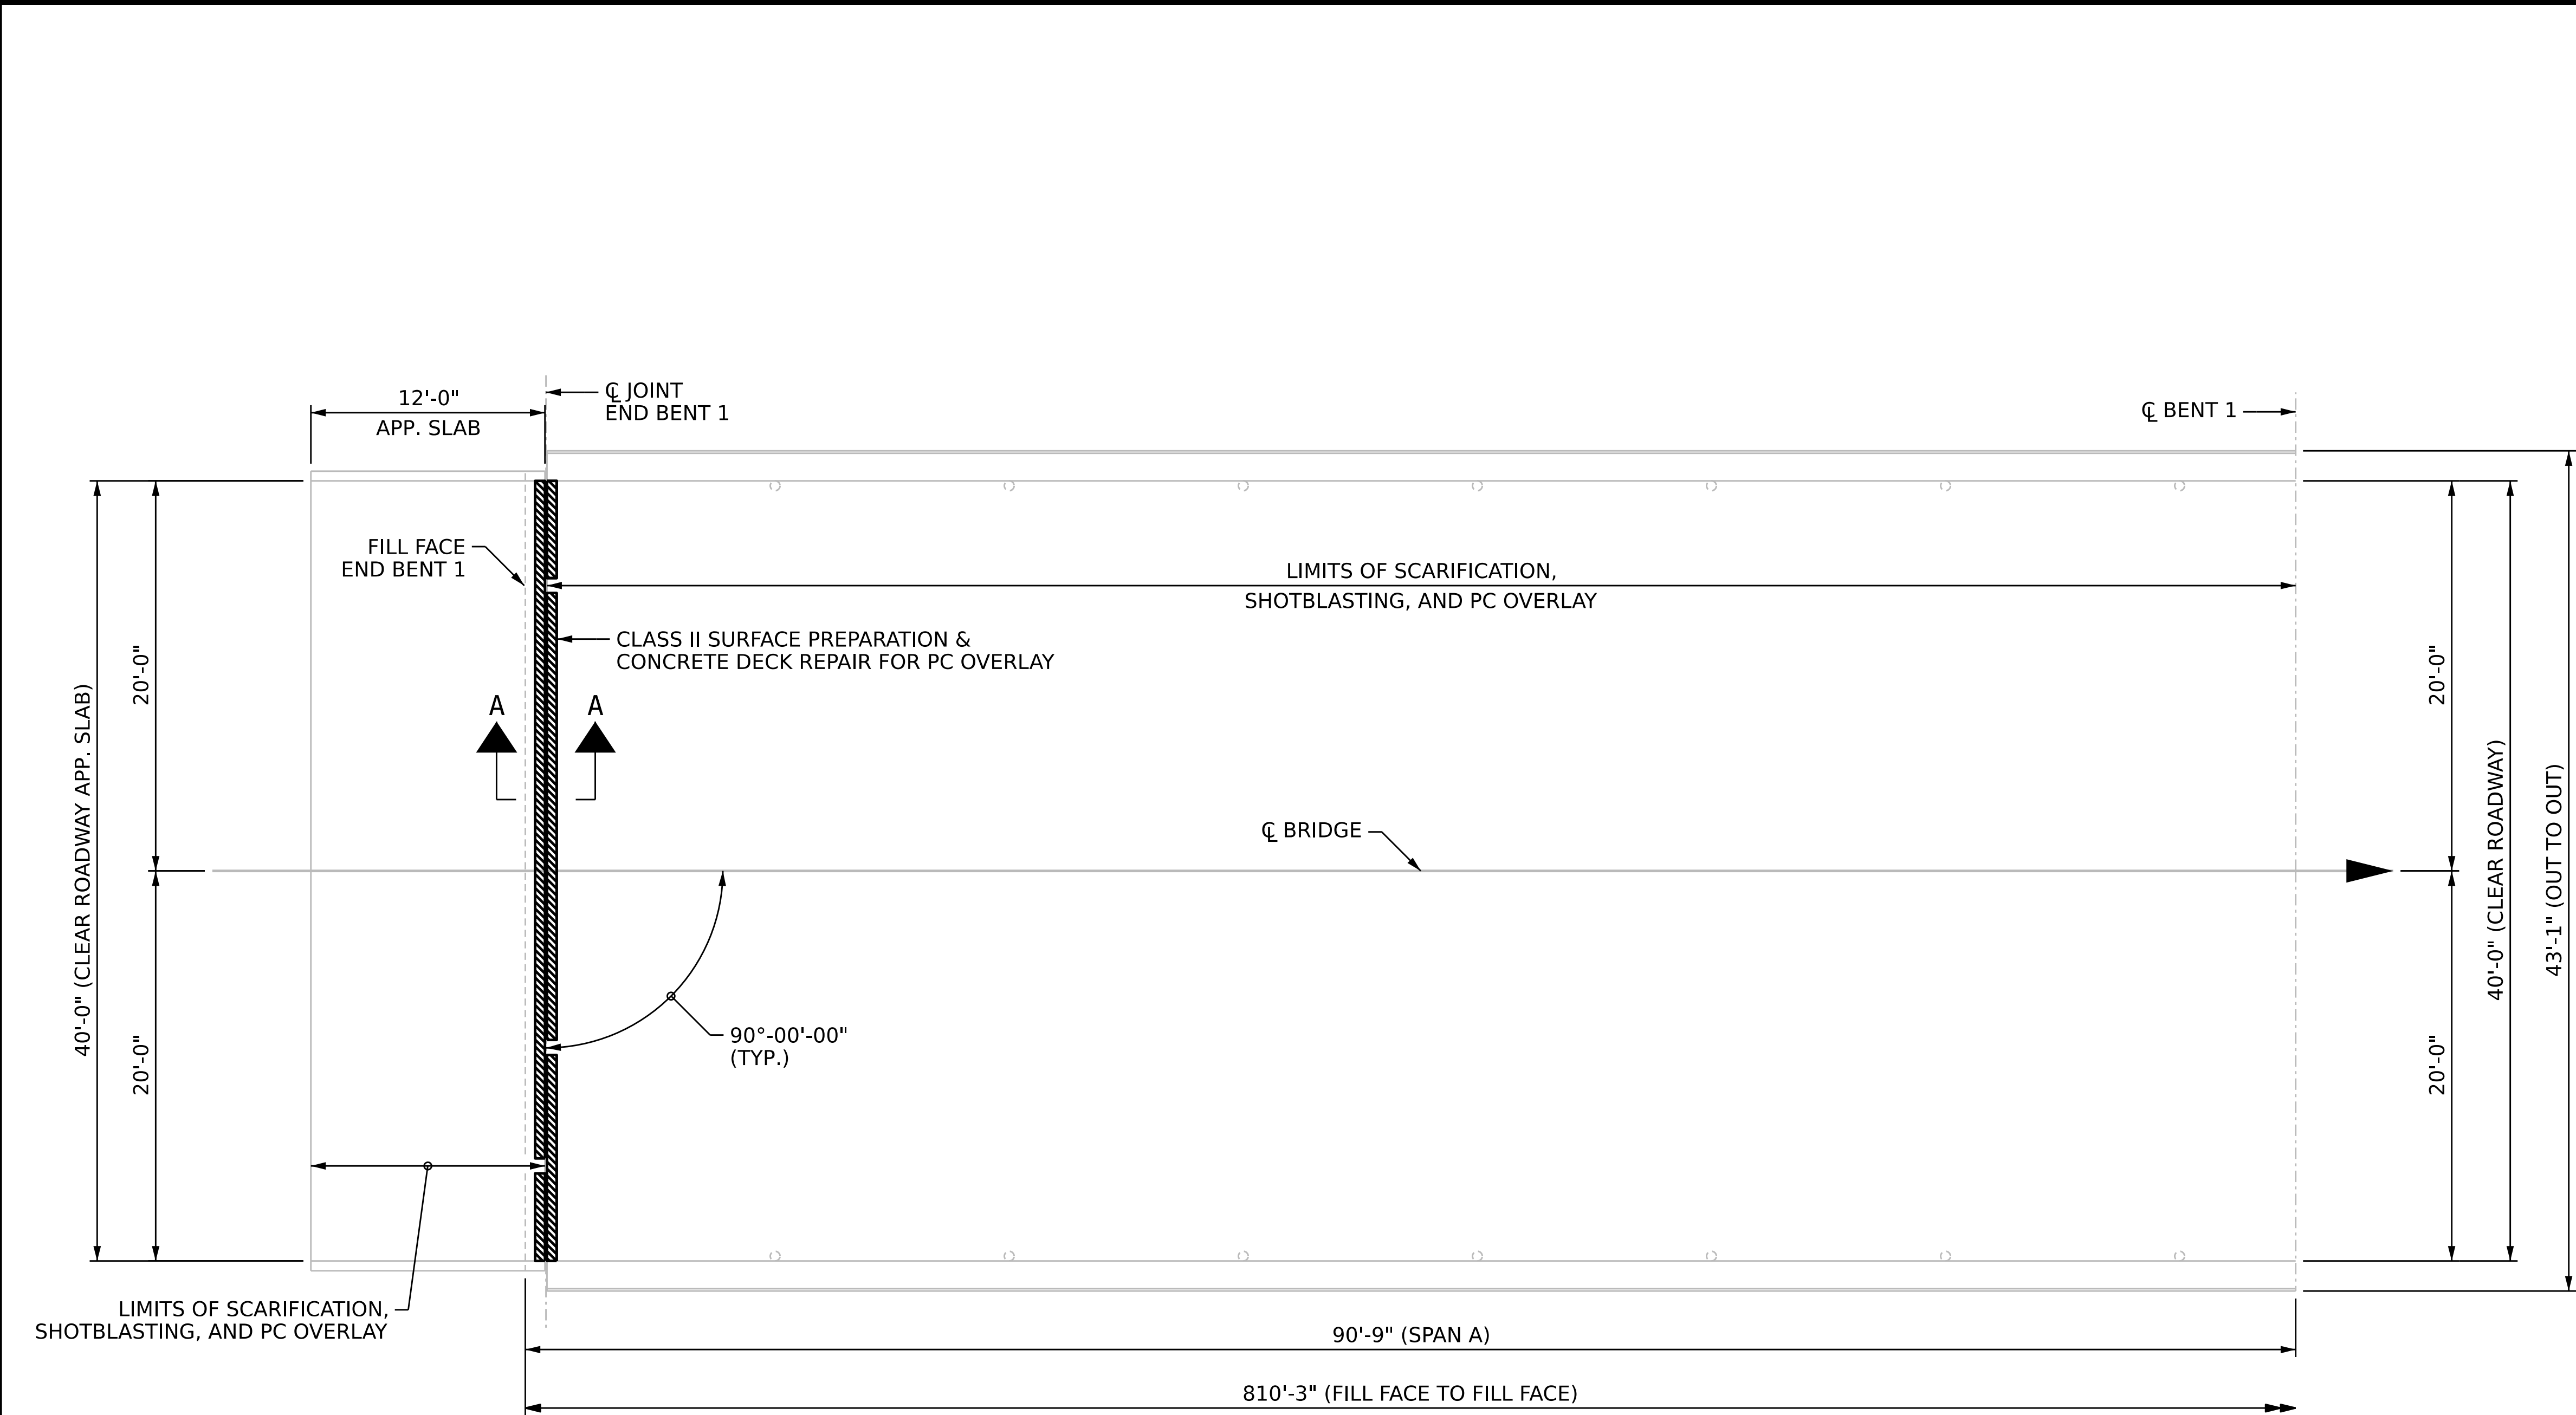 12'-0"
APP. SLAB
℄ JOINT
END BENT 1
℄ BENT 1
FILL FACE
END BENT 1
LIMITS OF SCARIFICATION,
SHOTBLASTING, AND PC OVERLAY
CLASS II SURFACE PREPARATION &
CONCRETE DECK REPAIR FOR PC OVERLAY
A
A
20'-0"
40'-0" (CLEAR ROADWAY APP. SLAB)
20'-0"
℄ BRIDGE
20'-0"
40'-0" (CLEAR ROADWAY)
43'-1" (OUT TO OUT)
20'-0"
90°-00'-00"
(TYP.)
LIMITS OF SCARIFICATION,
SHOTBLASTING, AND PC OVERLAY
90'-9" (SPAN A)
810'-3" (FILL FACE TO FILL FACE)